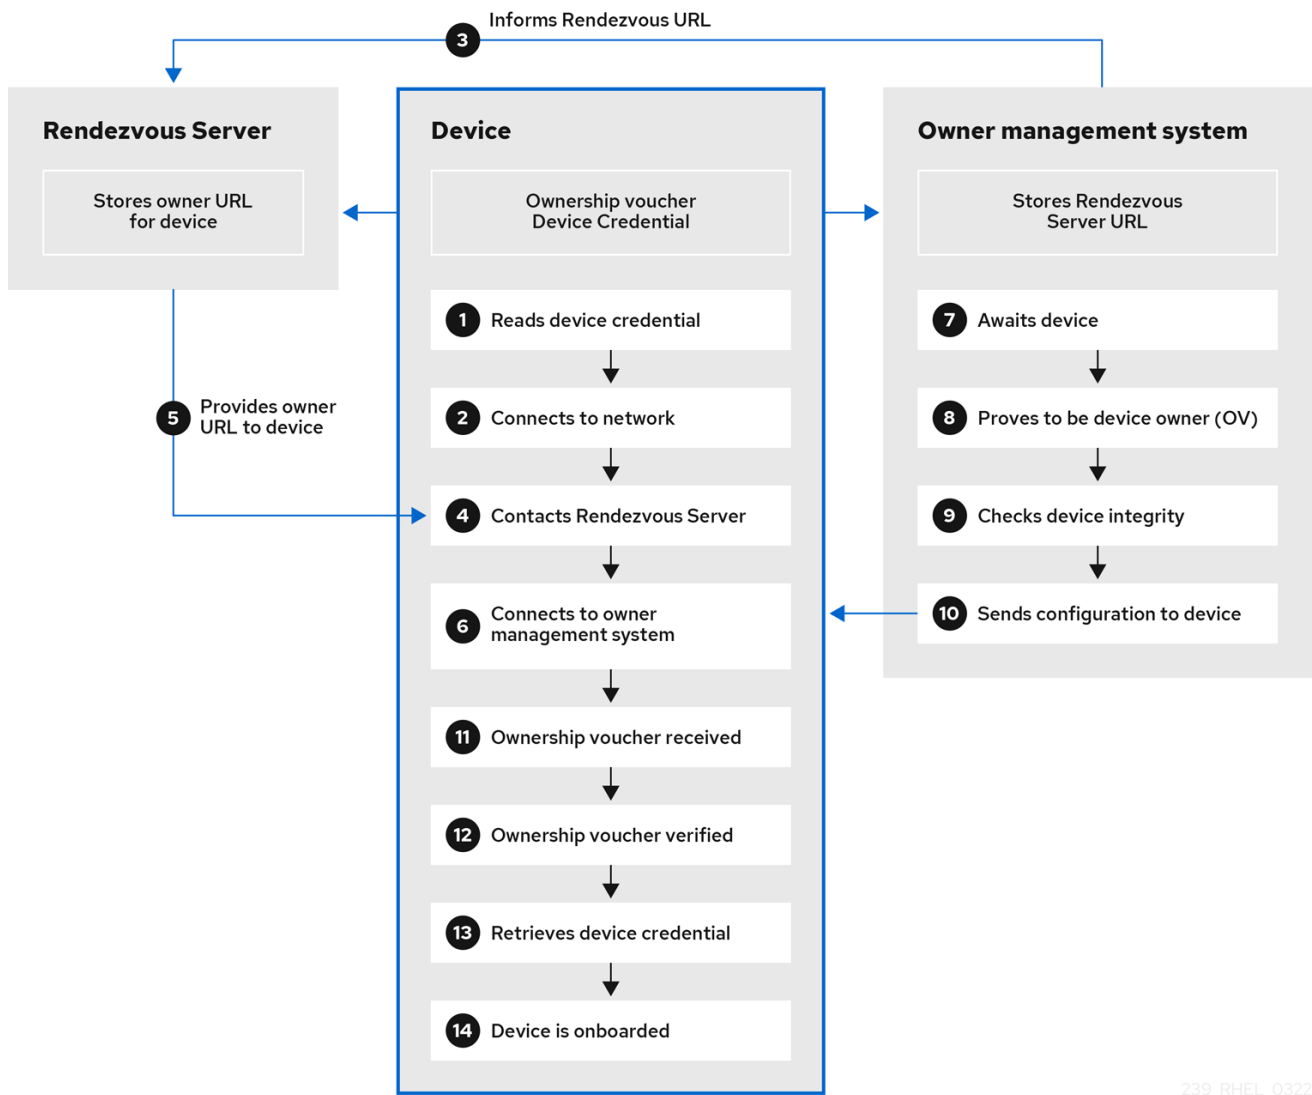 Informs Rendezvous URL
3
Rendezvous Server
Stores owner URL
for device
5
Provides owner
URL to device
Device
Ownership voucher
Device Credential
1 Reads device credential
2 Connects to network
4 Contacts Rendezvous Server
6 Connects to owner
management system
11 Ownership voucher received
12 Ownership voucher verified
13 Retrieves device credential
14 Device is onboarded
Owner management system
Stores Rendezvous
Server URL
7 Awaits device
8 Proves to be device owner (OV)
9 Checks device integrity
10 Sends configuration to device
239_RHEL_0322